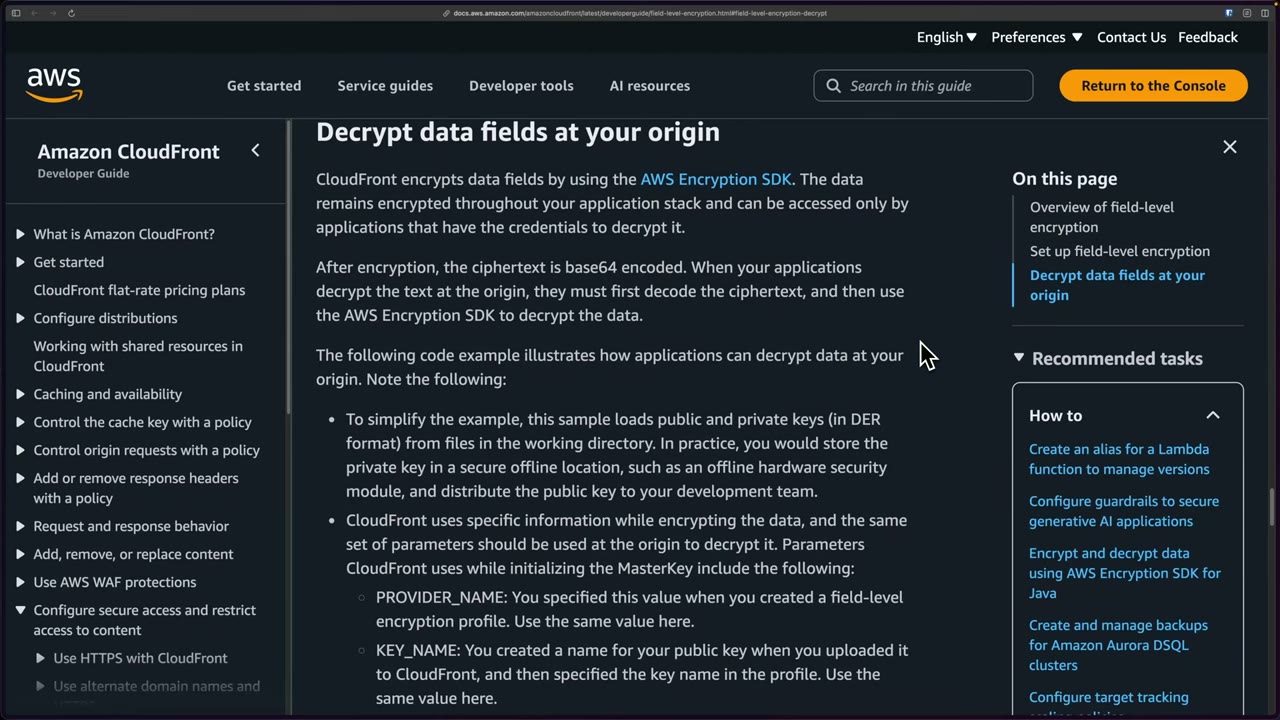 docs.aws.amazon.com/amazoncloudfront/latest/developerguide/field-level-encryption.html#field-level-encryption-decrypt
English
Preferences
Contact Us
Feedback
aws
Get started
Service guides
Developer tools
AI resources
Search in this guide
Return to the Console
Amazon CloudFront
Developer Guide
What is Amazon CloudFront?
Get started
CloudFront flat-rate pricing plans
Configure distributions
Working with shared resources in
CloudFront
Caching and availability
Control the cache key with a policy
Control origin requests with a policy
Add or remove response headers
with a policy
Request and response behavior
Add, remove, or replace content
Use AWS WAF protections
Configure secure access and restrict
access to content
Use HTTPS with CloudFront
Use alternate domain names and
Decrypt data fields at your origin
CloudFront encrypts data fields by using the AWS Encryption SDK. The data
remains encrypted throughout your application stack and can be accessed only by
applications that have the credentials to decrypt it.
After encryption, the ciphertext is base64 encoded. When your applications
decrypt the text at the origin, they must first decode the ciphertext, and then use
the AWS Encryption SDK to decrypt the data.
The following code example illustrates how applications can decrypt data at your
origin. Note the following:
• To simplify the example, this sample loads public and private keys (in DER
format) from files in the working directory. In practice, you would store the
private key in a secure offline location, such as an offline hardware security
module, and distribute the public key to your development team.
• CloudFront uses specific information while encrypting the data, and the same
set of parameters should be used at the origin to decrypt it. Parameters
CloudFront uses while initializing the MasterKey include the following:
○ PROVIDER_NAME: You specified this value when you created a field-level
encryption profile. Use the same value here.
○ KEY_NAME: You created a name for your public key when you uploaded it
to CloudFront, and then specified the key name in the profile. Use the
same value here.
On this page
Overview of field-level
encryption
Set up field-level encryption
Decrypt data fields at your
origin
Recommended tasks
How to
Create an alias for a Lambda
function to manage versions
Configure guardrails to secure
generative AI applications
Encrypt and decrypt data
using AWS Encryption SDK for
Java
Create and manage backups
for Amazon Aurora DSQL
clusters
Configure target tracking